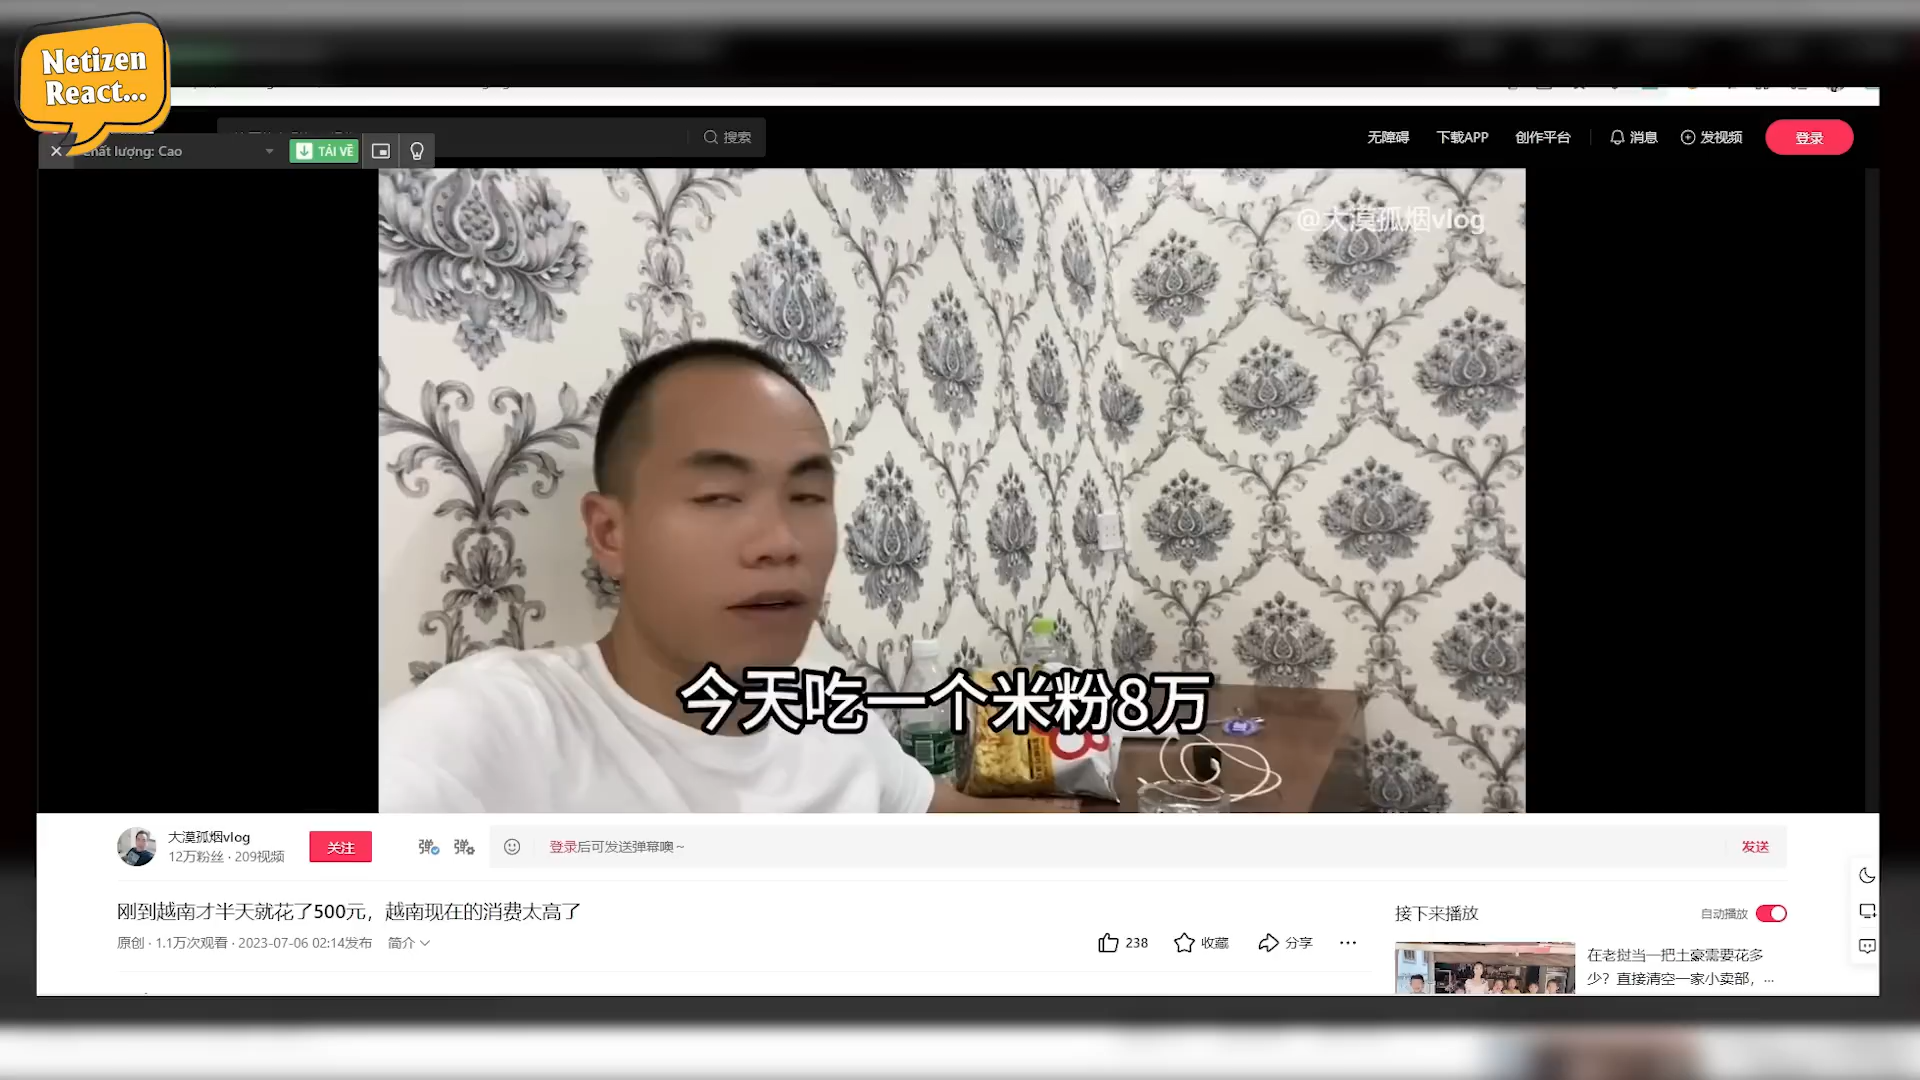 Netizen
React...
搜索
无障碍
下载APP
创作平台
消息
发视频
登录
Chất lượng: Cao
TẢI VỀ
@大漠孤烟vlog
今天吃一个米粉8万
大漠孤烟vlog
12万粉丝 · 209视频
关注
登录后可发送弹幕噢~
发送
刚到越南才半天就花了500元，越南现在的消费太高了
原创 · 1.1万次观看 · 2023-07-06 02:14发布
简介
238
收藏
分享
接下来播放
自动播放
在老挝当一把土豪需要花多
少？直接清空一家小卖部，...